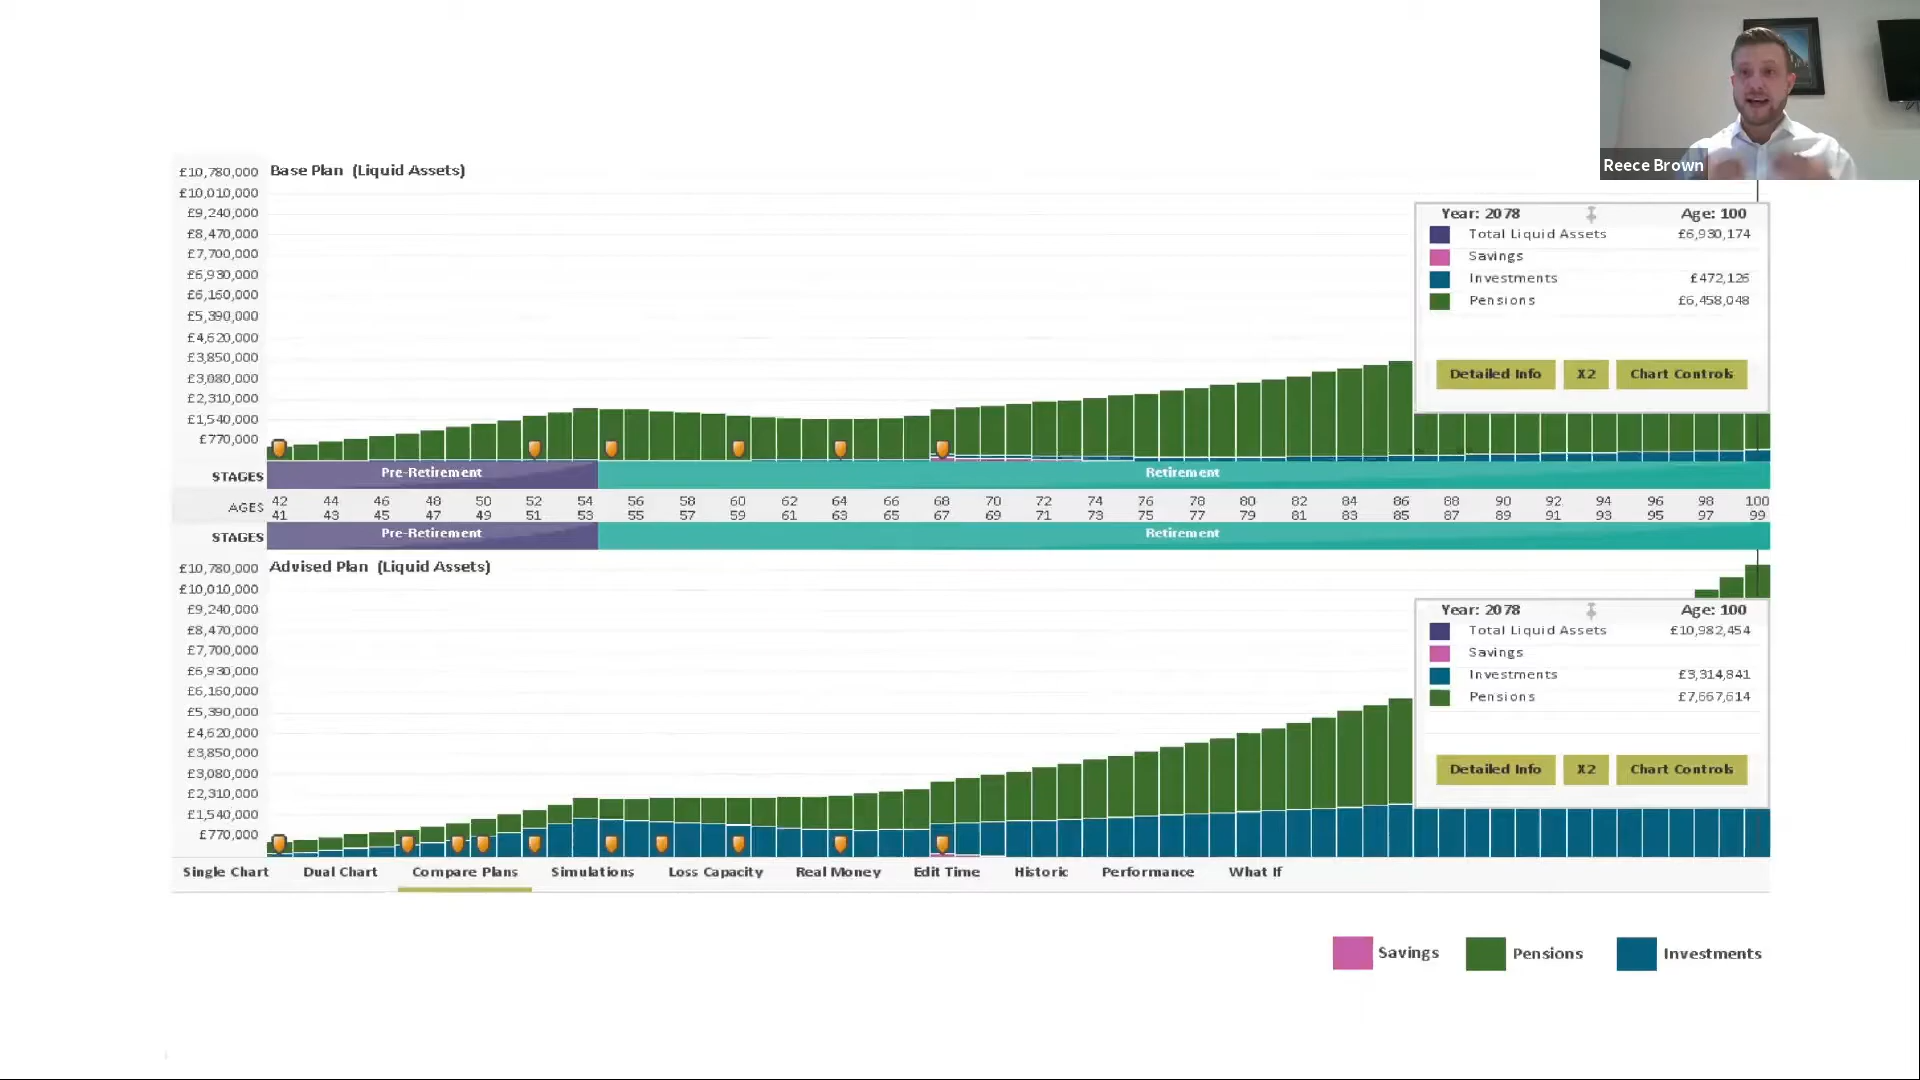 Reece Brown
Base Plan (Liquid Assets)
£10,780,000
£10,010,000
£9,240,000
£8,470,000
£7,700,000
£6,930,000
£6,160,000
£5,390,000
£4,620,000
£3,850,000
£3,080,000
£2,310,000
£1,540,000
£770,000
Year: 2078 Age: 100
Total Liquid Assets £6,930,174
Savings
Investments £472,126
Pensions £6,458,048
Detailed Info X2 Chart Controls
STAGES Pre-Retirement Retirement
AGES 42 44 46 48 50 52 54 56 58 60 62 64 66 68 70 72 74 76 78 80 82 84 86 88 90 92 94 96 98 100
41 43 45 47 49 51 53 55 57 59 61 63 65 67 69 71 73 75 77 79 81 83 85 87 89 91 93 95 97 99
STAGES Pre-Retirement Retirement
Advised Plan (Liquid Assets)
£10,780,000
£10,010,000
£9,240,000
£8,470,000
£7,700,000
£6,930,000
£6,160,000
£5,390,000
£4,620,000
£3,850,000
£3,080,000
£2,310,000
£1,540,000
£770,000
Year: 2078 Age: 100
Total Liquid Assets £10,982,454
Savings
Investments £3,314,841
Pensions £7,667,614
Detailed Info X2 Chart Controls
Single Chart Dual Chart Compare Plans Simulations Loss Capacity Real Money Edit Time Historic Performance What If
Savings Pensions Investments